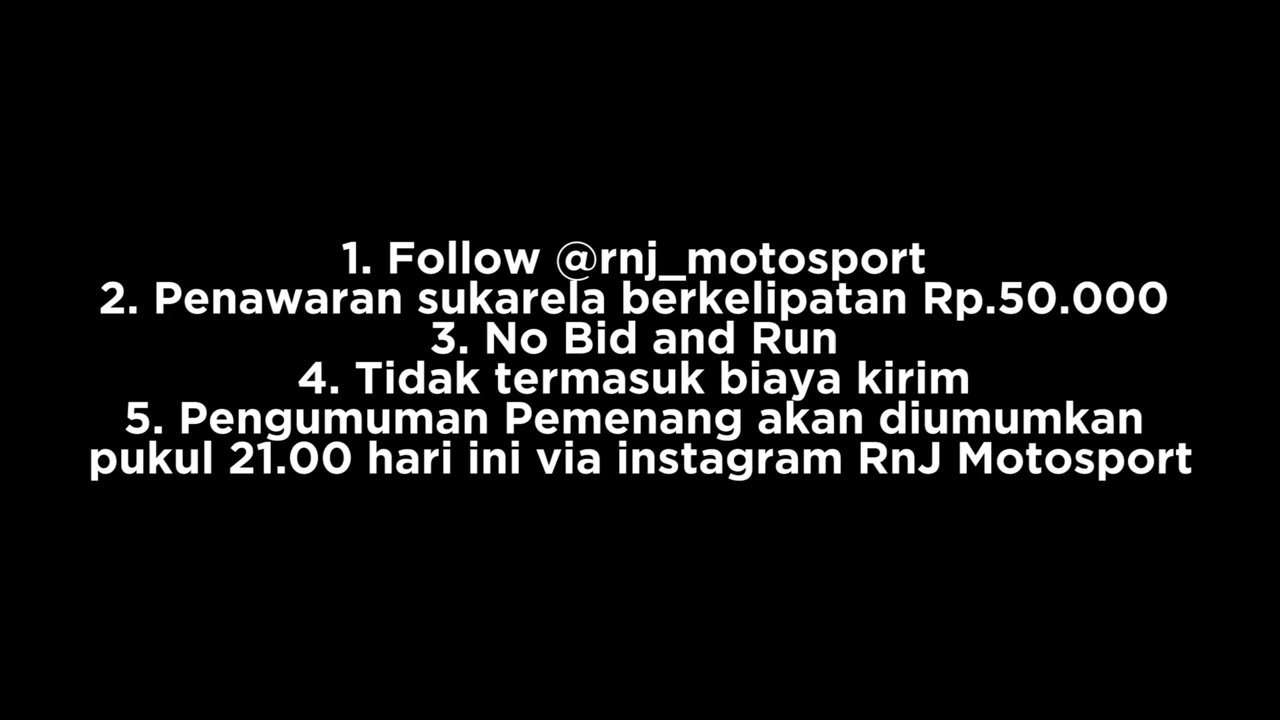 1. Follow @rnj_motosport
2. Penawaran sukarela berkelipatan Rp.50.000
3. No Bid and Run
4. Tidak termasuk biaya kirim
5. Pengumuman Pemenang akan diumumkan
pukul 21.00 hari ini via instagram RnJ Motosport